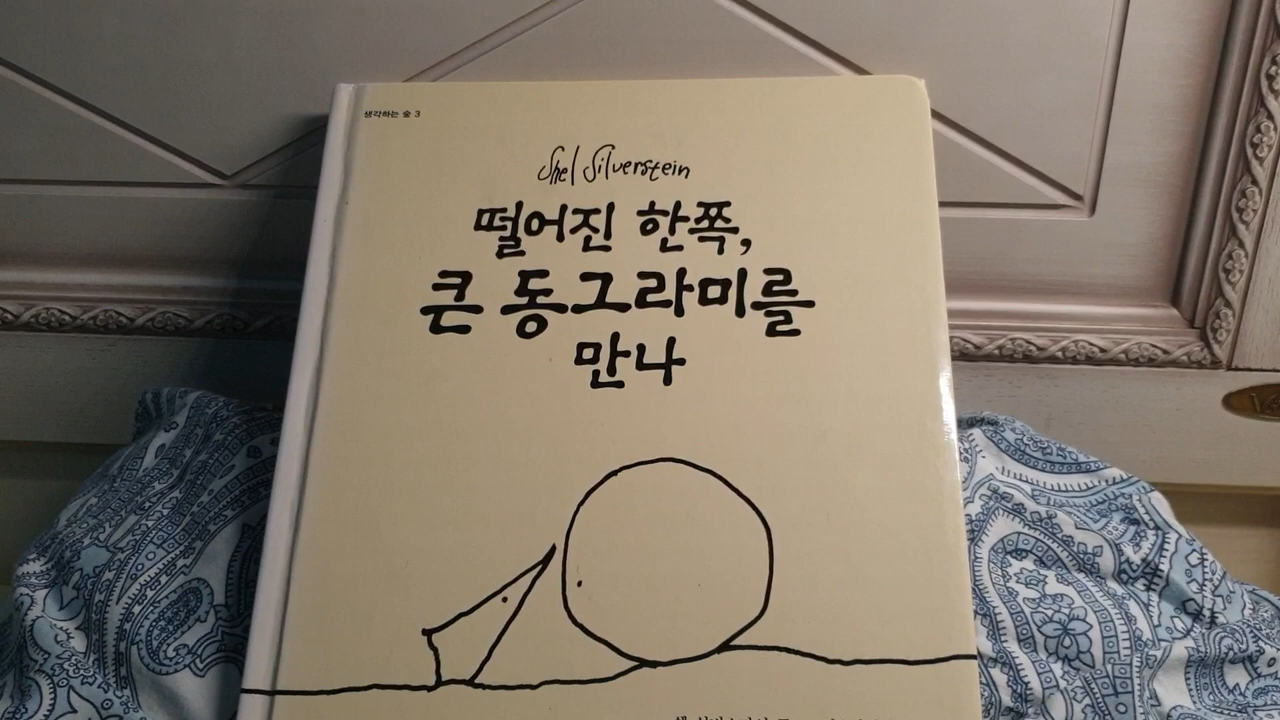 생각하는 숲 3
Shel Silverstein
떨어진 한쪽,
큰 동그라미를
만나